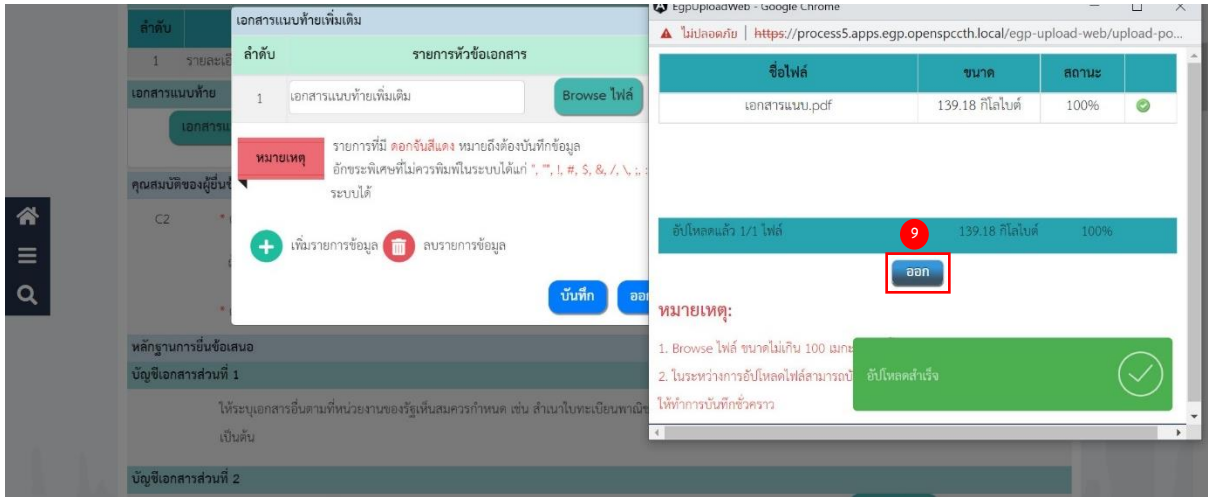 ลำดับ
1 รายละเอี
เอกสารแนบท้าย
เอกสารแ
คุณสมบัติของผู้ยื่นข้
C2 *
หลักฐานการยื่นข้อเสนอ
บัญชีเอกสารส่วนที่ 1
ให้ระบุเอกสารอื่นตามที่หน่วยงานของรัฐเห็นสมควรกำหนด เช่น สำเนาใบทะเบียนพาณิช
เป็นต้น
บัญชีเอกสารส่วนที่ 2
เอกสารแนบท้ายเพิ่มเติม
ลำดับ รายการหัวข้อเอกสาร
1 เอกสารแนบท้ายเพิ่มเติม Browse ไฟล์
หมายเหตุ
รายการที่มี ดอกจันสีแดง หมายถึงต้องบันทึกข้อมูล
อักขระพิเศษที่ไม่ควรพิมพ์ในระบบได้แก่ ', '", !, #, $, &, /, \, ;, :
ระบบได้
เพิ่มรายการข้อมูล ลบรายการข้อมูล
บันทึก ออก
EgpUploadWeb - Google Chrome
ไม่ปลอดภัย | https://process5.apps.egp.openspccth.local/egp-upload-web/upload-po...
ชื่อไฟล์ ขนาด สถานะ
เอกสารแนบ.pdf 139.18 กิโลไบต์ 100%
อัปโหลดแล้ว 1/1 ไฟล์ 139.18 กิโลไบต์ 100%
9
ออก
หมายเหตุ:
1. Browse ไฟล์ ขนาดไม่เกิน 100 เมกะ
2. ในระหว่างการอัปโหลดไฟล์สามารถบั
ให้ทำการบันทึกชั่วคราว
อัปโหลดสำเร็จ